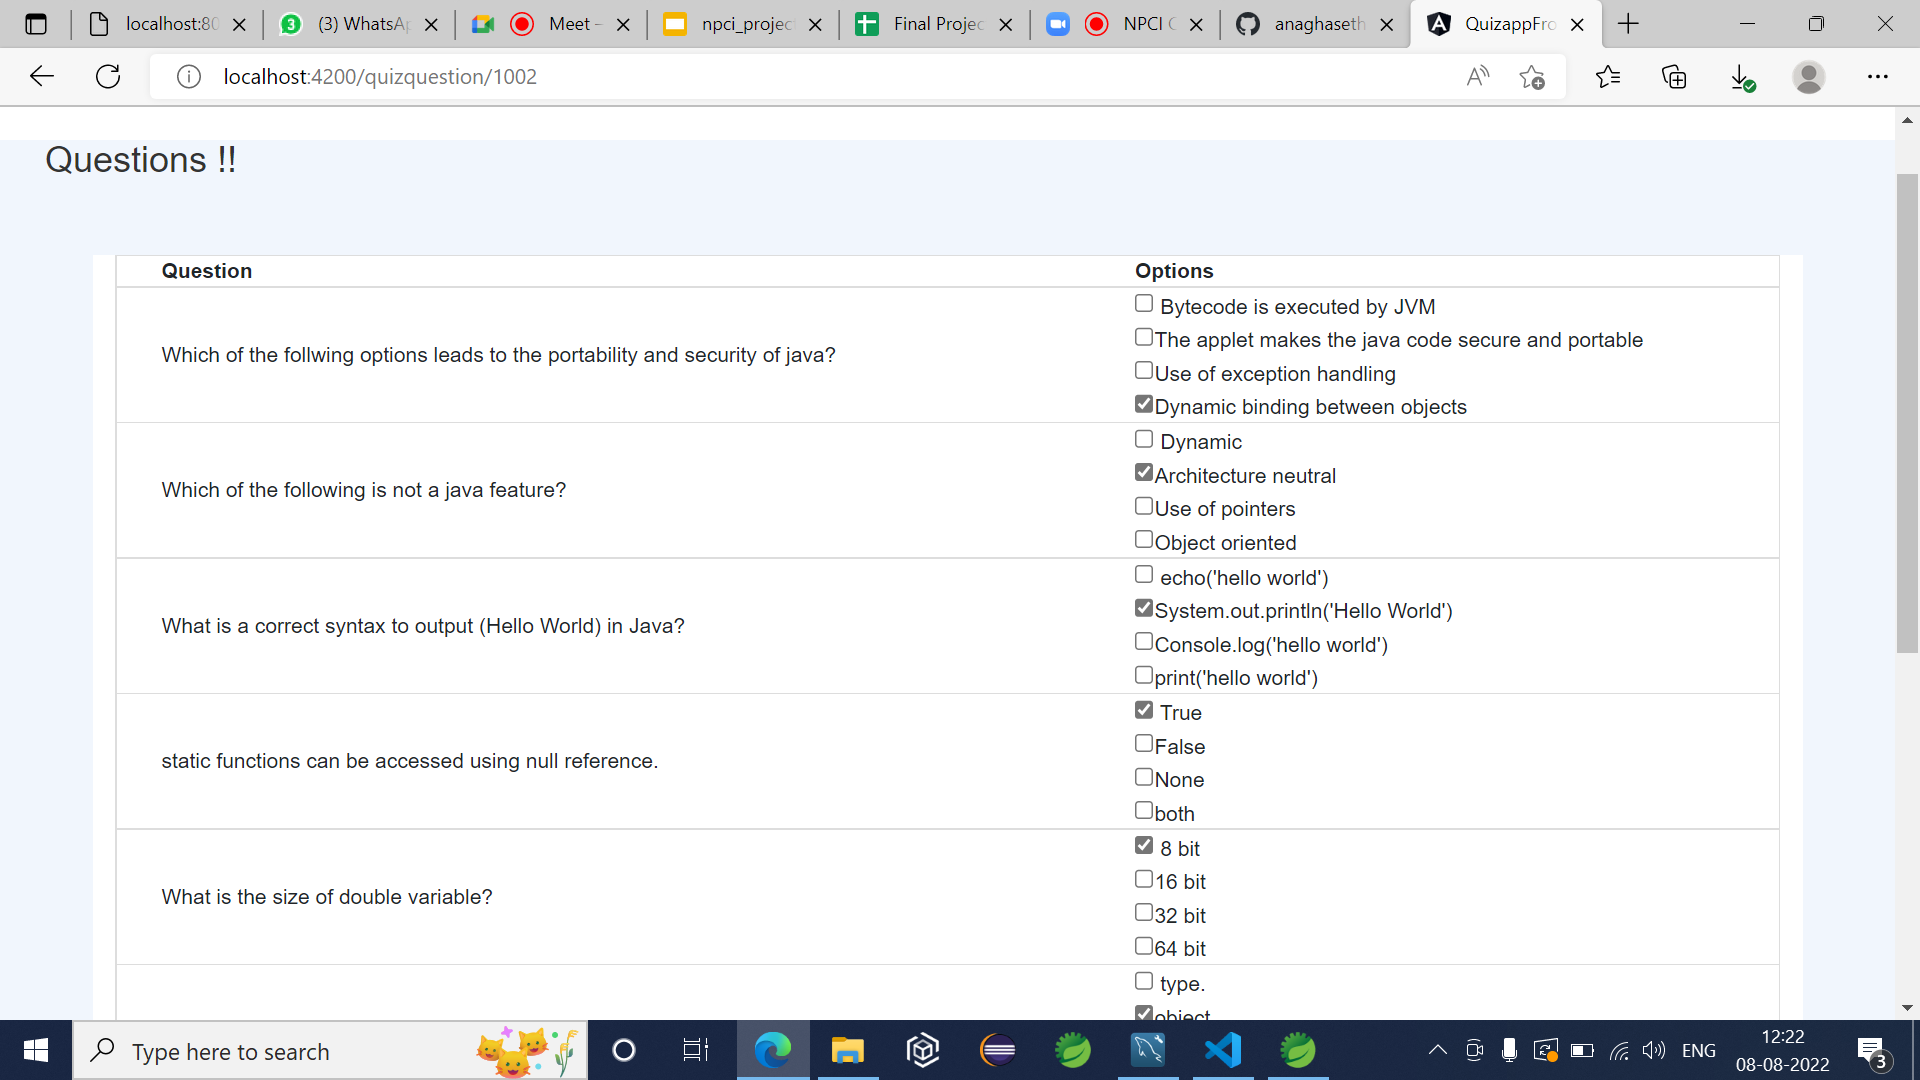 localhost:80
(3) WhatsAp
Meet -
npci_project
Final Projec
NPCI
anaghaseth
QuizappFro
localhost:4200/quizquestion/1002
Questions !!
Question
Options
Which of the follwing options leads to the portability and security of java?
Bytecode is executed by JVM
The applet makes the java code secure and portable
Use of exception handling
Dynamic binding between objects
Which of the following is not a java feature?
Dynamic
Architecture neutral
Use of pointers
Object oriented
What is a correct syntax to output (Hello World) in Java?
echo('hello world')
System.out.println('Hello World')
Console.log('hello world')
print('hello world')
static functions can be accessed using null reference.
True
False
None
both
What is the size of double variable?
8 bit
16 bit
32 bit
64 bit
type.
object
Type here to search
ENG
12:22
08-08-2022
3